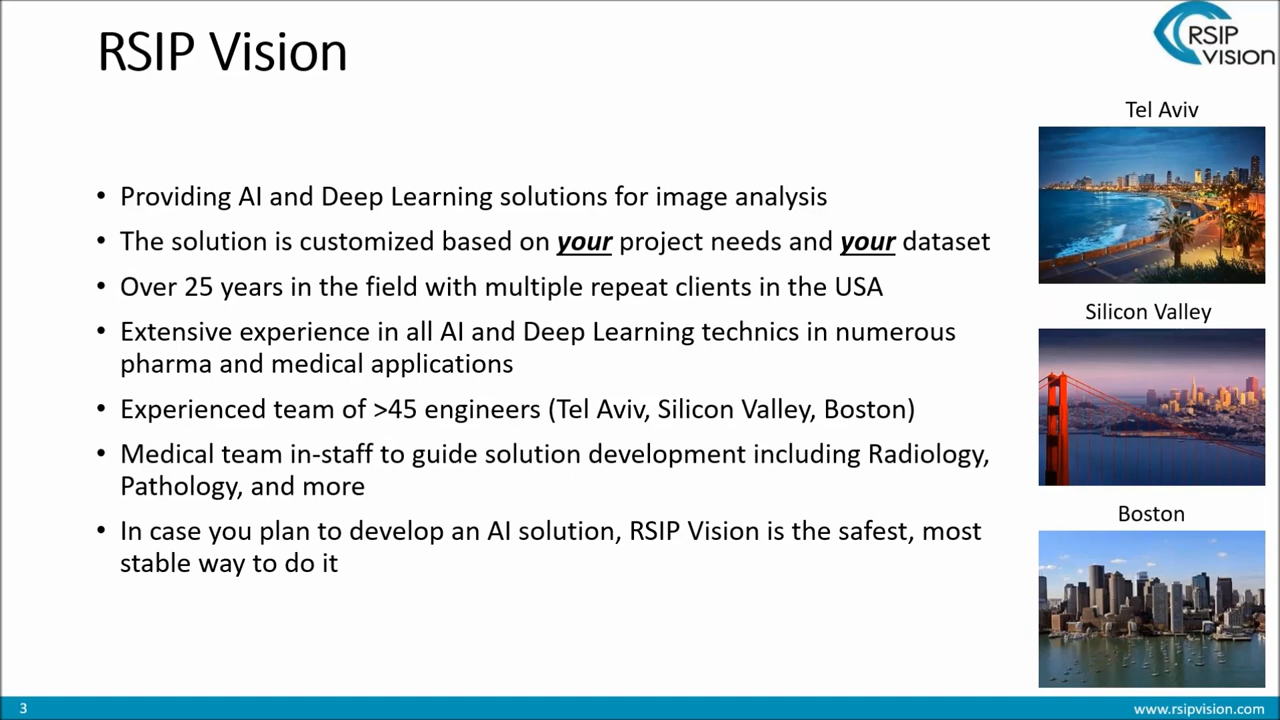 RSIP Vision
RSIP
VISION
Tel Aviv
• Providing AI and Deep Learning solutions for image analysis
• The solution is customized based on your project needs and your dataset
• Over 25 years in the field with multiple repeat clients in the USA
• Extensive experience in all AI and Deep Learning technics in numerous
pharma and medical applications
• Experienced team of >45 engineers (Tel Aviv, Silicon Valley, Boston)
• Medical team in-staff to guide solution development including Radiology,
Pathology, and more
• In case you plan to develop an AI solution, RSIP Vision is the safest, most
stable way to do it
Silicon Valley
Boston
3
www.rsipvision.com